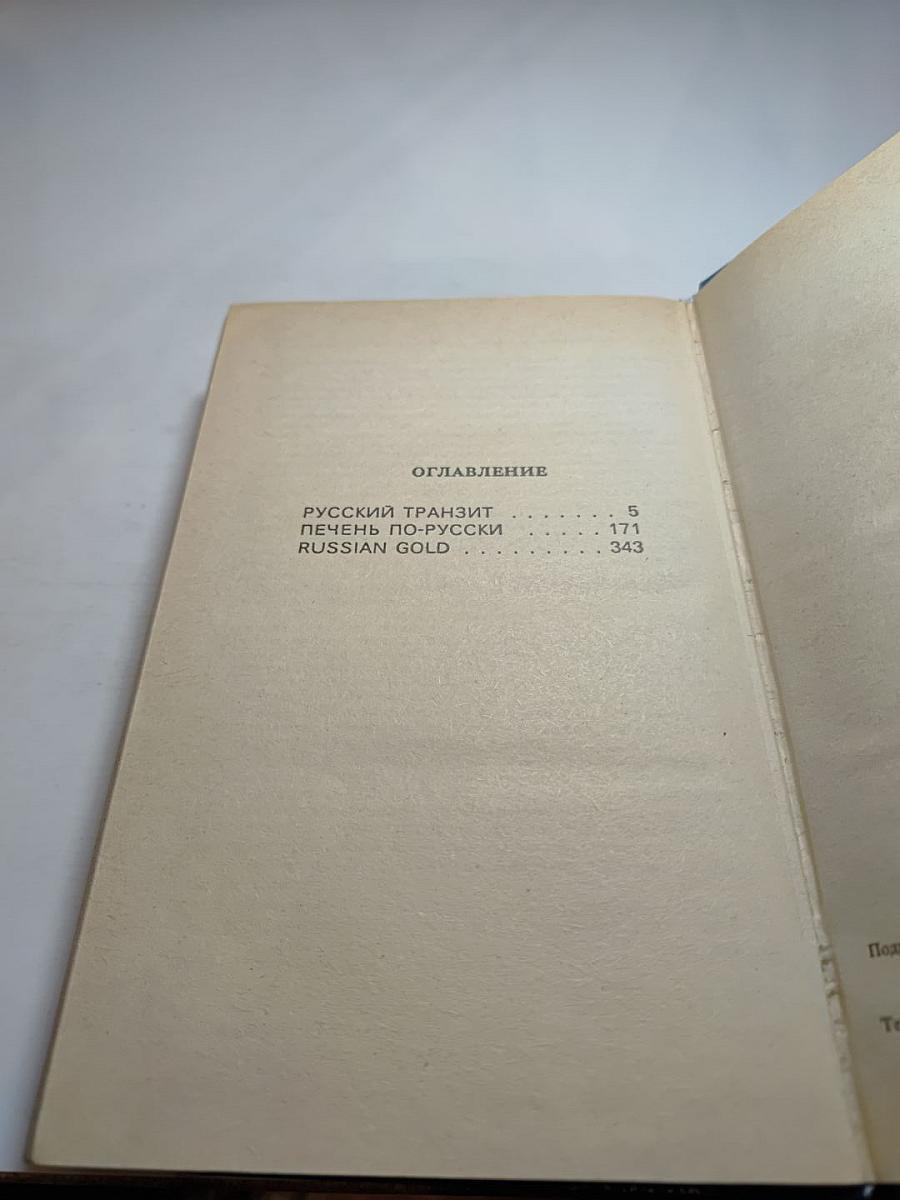 ОГЛАВЛЕНИЕ
РУССКИЙ ТРАНЗИТ . . . . . . . 5
ПЕЧЕНЬ ПО-РУССКИ . . . . . 171
RUSSIAN GOLD . . . . . . . . . 343